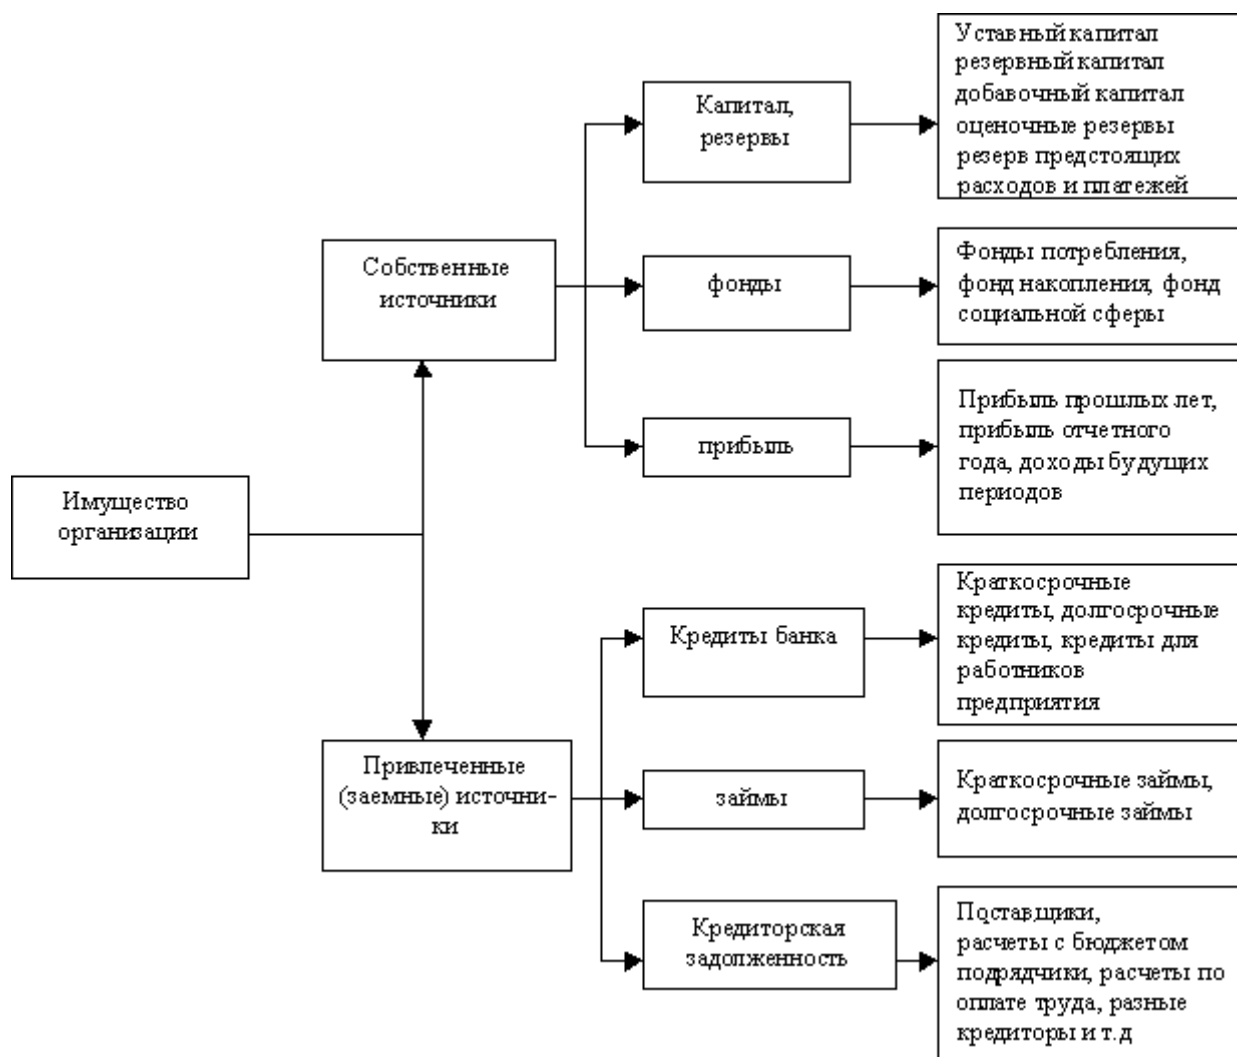 Уставный капитал
резервный капитал
добавочный капитал
оценочные резервы
резерв предстоящих
расходов и платежей
Капитал,
резервы
Собственные
источники
фонды
Фонды потребления,
фонд накопления, фонд
социальной сферы
прибыль
Прибыль прошлых лет,
прибыль отчетного
года, доходы будущих
периодов
Имущество
организации
Кредиты банка
Краткосрочные
кредиты, долгосрочные
кредиты, кредиты для
работников
предприятия
Привлеченные
(заемные) источни-
ки
займы
Краткосрочные займы,
долгосрочные займы
Кредиторская
задолженность
Поставщики,
расчеты с бюджетом
подрядчики, расчеты по
оплате труда, разные
кредиторы и т.д